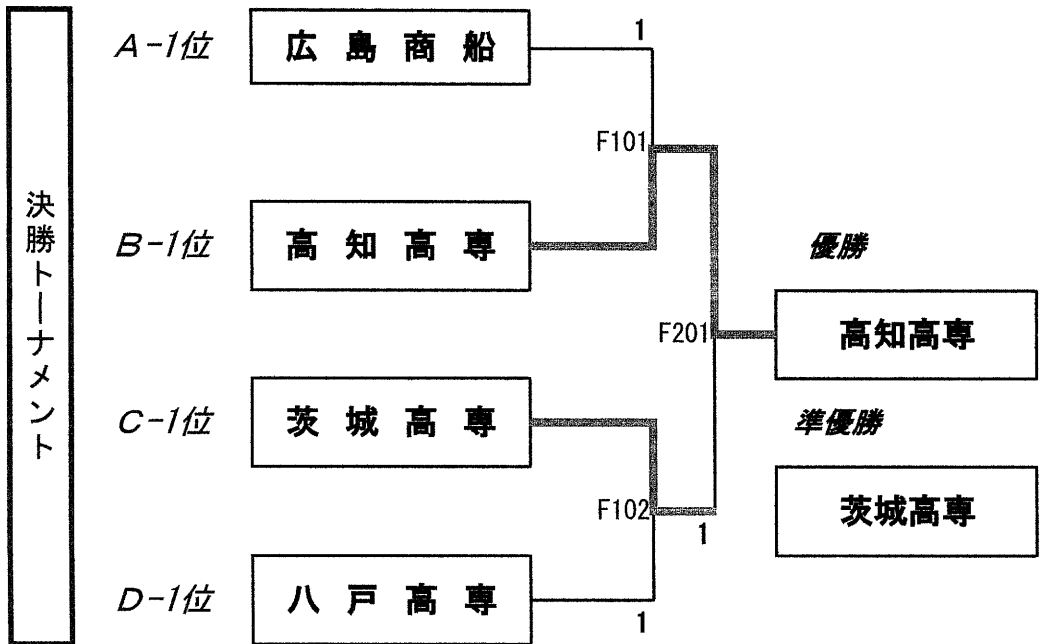 決勝トーナメント
A-1位 広島商船 1
F101
B-1位 高知高専
優勝
F201 高知高専
C-1位 茨城高専
準優勝
F102 1 茨城高専
D-1位 八戸高専 1